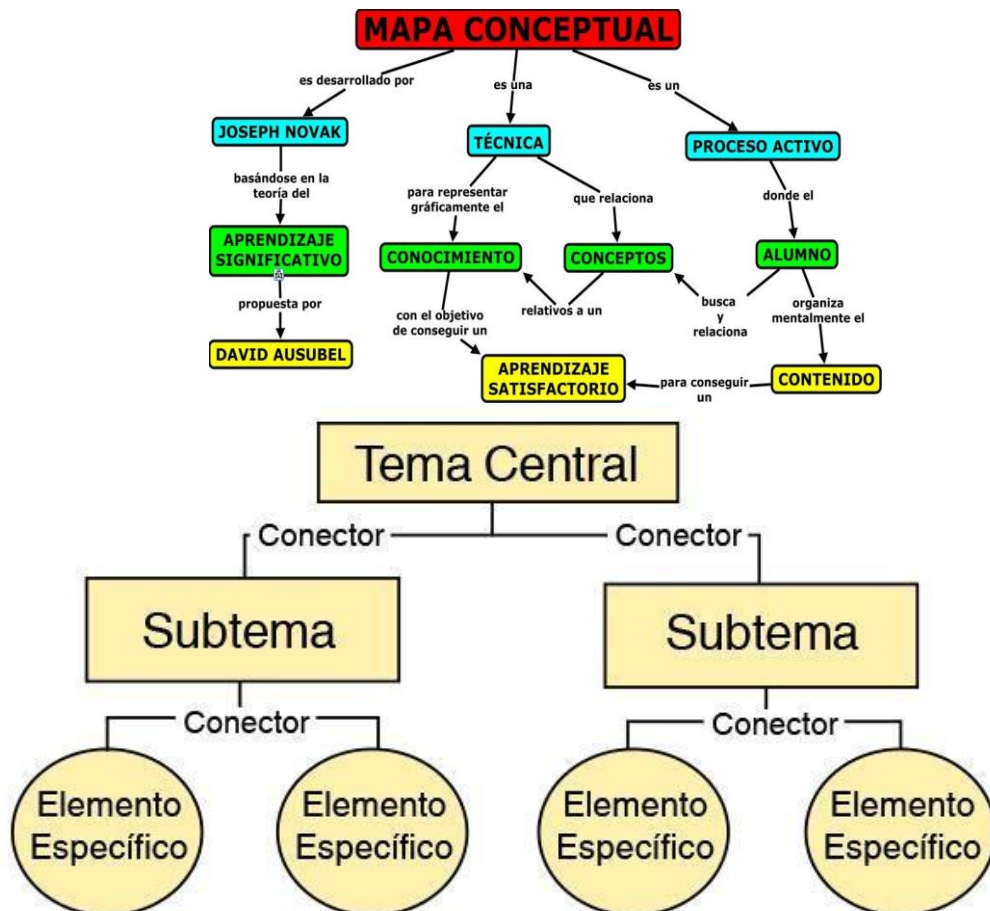 MAPA CONCEPTUAL
es desarrollado por
es una
es un
JOSEPH NOVAK
TÉCNICA
PROCESO ACTIVO
basándose en la
teoría del
para representar
gráficamente el
que relaciona
donde el
APRENDIZAJE
SIGNIFICATIVO
CONOCIMIENTO
CONCEPTOS
ALUMNO
propuesta por
con el objetivo
de conseguir un
relativos a un
busca
y
relaciona
organiza
mentalmente el
DAVID AUSUBEL
APRENDIZAJE
SATISFACTORIO
para conseguir
un
CONTENIDO
Tema Central
Conector
Conector
Subtema
Subtema
Conector
Conector
Elemento
Específico
Elemento
Específico
Elemento
Específico
Elemento
Específico